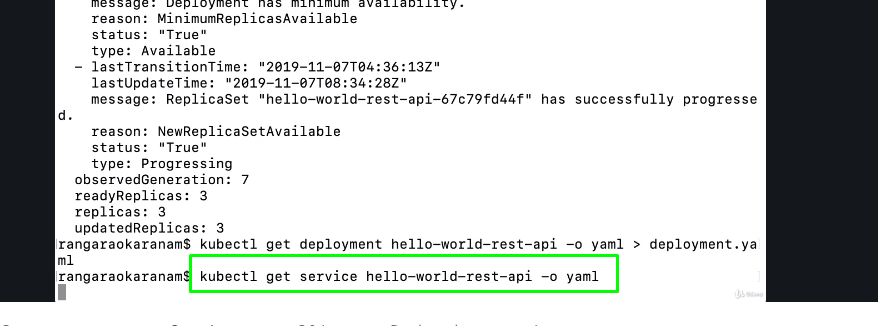 message: Deployment has minimum availability.
reason: MinimumReplicasAvailable
status: "True"
type: Available
- lastTransitionTime: "2019-11-07T04:36:13Z"
lastUpdateTime: "2019-11-07T08:34:28Z"
message: ReplicaSet "hello-world-rest-api-67c79fd44f" has successfully progresse
d.
reason: NewReplicaSetAvailable
status: "True"
type: Progressing
observedGeneration: 7
readyReplicas: 3
replicas: 3
updatedReplicas: 3
rangaraokaranam$ kubectl get deployment hello-world-rest-api -o yaml > deployment.ya
ml
rangaraokaranam$ kubectl get service hello-world-rest-api -o yaml